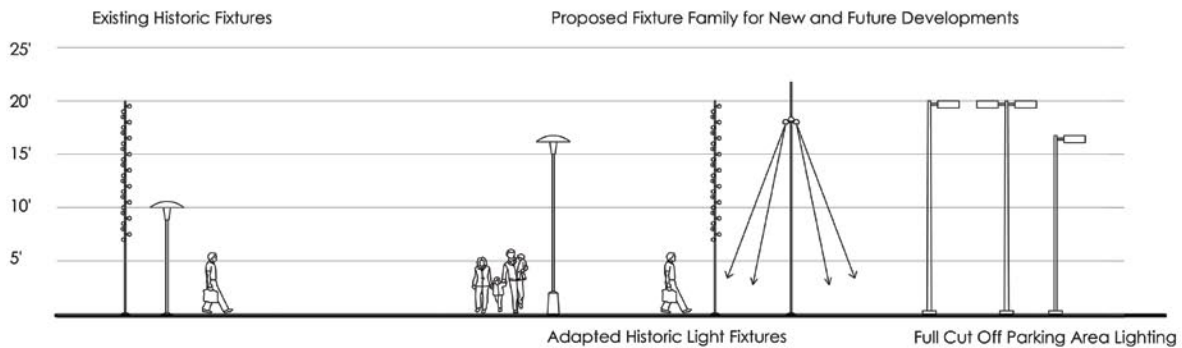 Existing Historic Fixtures
Proposed Fixture Family for New and Future Developments
25'
20'
15'
10'
5'
Adapted Historic Light Fixtures
Full Cut Off Parking Area Lighting